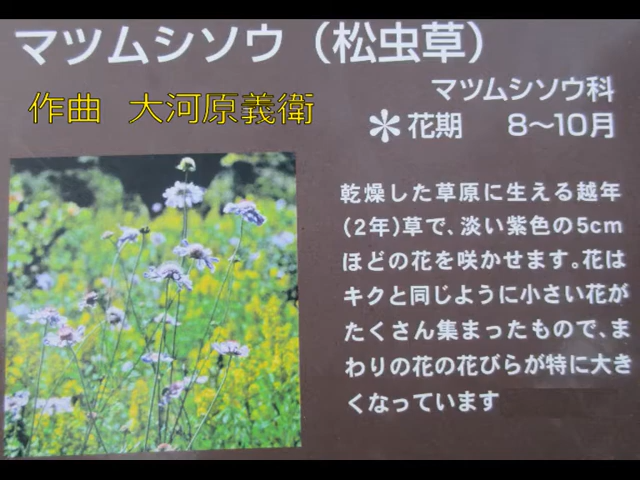 マツムシソウ（松虫草）
作曲　大河原義衛
マツムシソウ科
＊花期　8〜10月
乾燥した草原に生える越年
（2年）草で、淡い紫色の5cm
ほどの花を咲かせます。花は
キクと同じように小さい花が
たくさん集まったもので、ま
わりの花の花びらが特に大き
くなっています